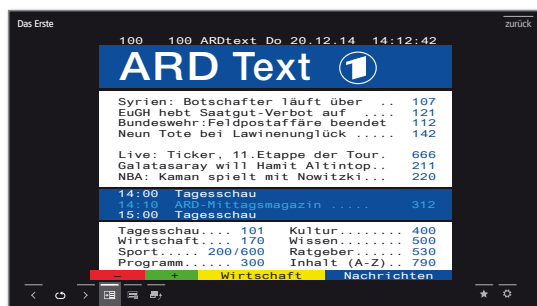 Das Erste zurück
100 100 ARDtext Do 20.12.14 14:12:42
ARD Text 1
Syrien: Botschafter läuft über .. 107
EuGH hebt Saatgut-Verbot auf .... 121
Bundeswehr:Feldpostaffäre beendet 112
Neun Tote bei Lawinenunglück ..... 142
Live: Ticker, 11.Etappe der Tour. 666
Galatasaray will Hamit Altintop.. 211
NBA: Kaman spielt mit Nowitzki... 220
14:00 Tagesschau
14:10 ARD-Mittagsmagazin ..... 312
15:00 Tagesschau
Tagesschau.... 101 Kultur........ 400
Wirtschaft.... 170 Wissen........ 500
Sport..... 200/600 Ratgeber...... 530
Programm...... 300 Inhalt (A-Z).. 790
- + Wirtschaft Nachrichten